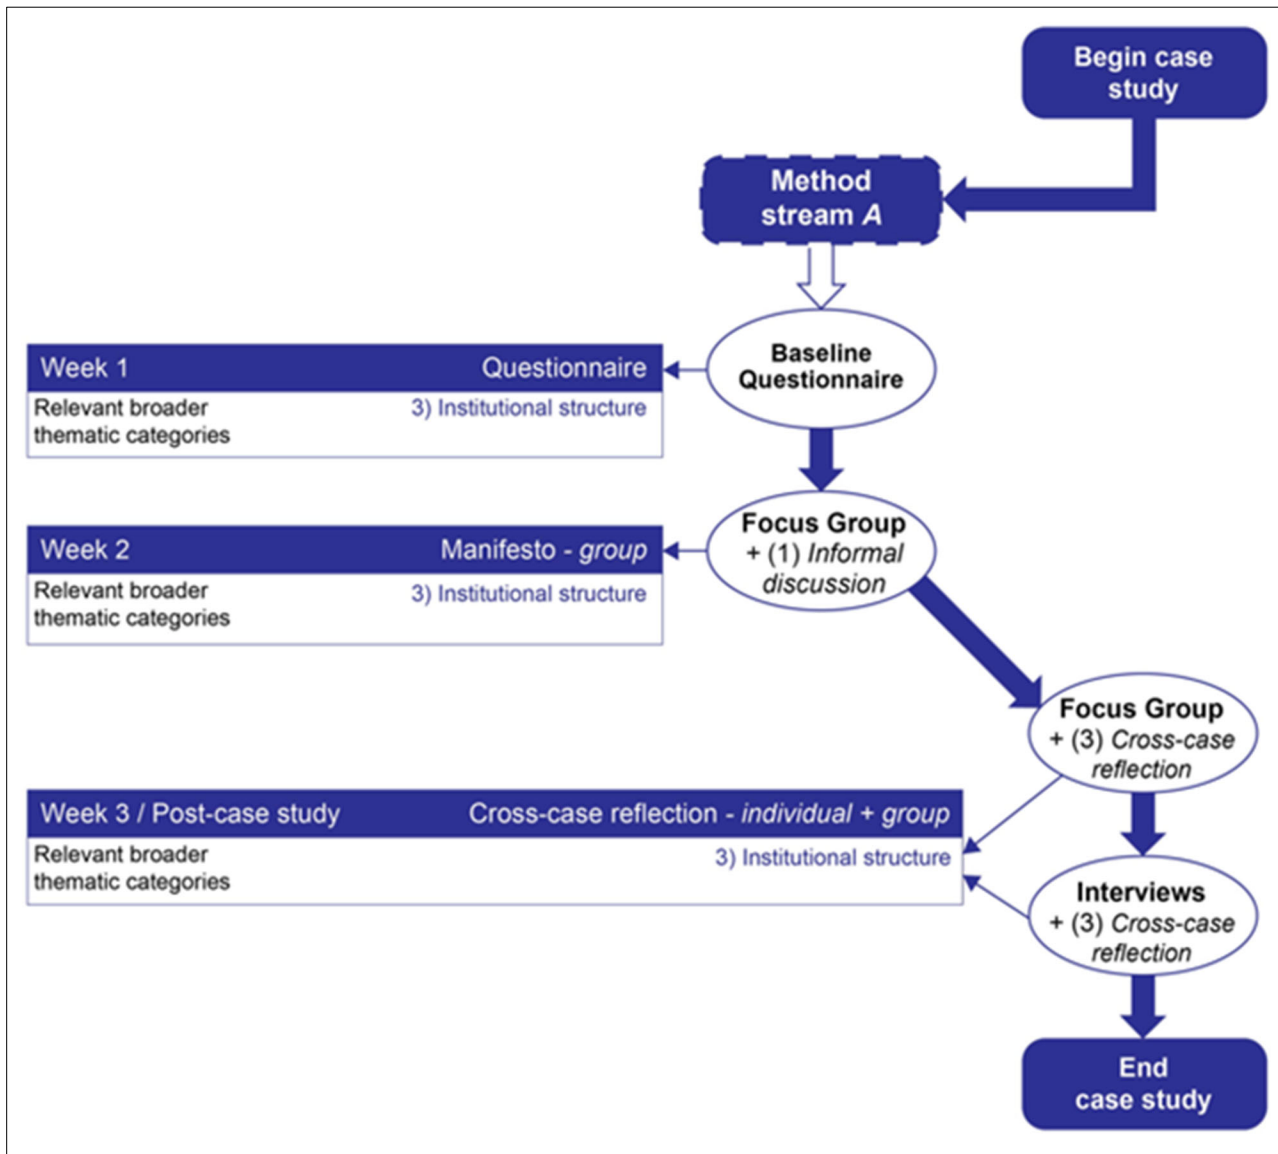 Begin case
study
Method
stream A
Baseline
Questionnaire
Week 1 Questionnaire
Relevant broader 3) Institutional structure
thematic categories
Focus Group
+ (1) Informal
discussion
Week 2 Manifesto - group
Relevant broader 3) Institutional structure
thematic categories
Focus Group
+ (3) Cross-case
reflection
Week 3 / Post-case study Cross-case reflection - individual + group
Relevant broader 3) Institutional structure
thematic categories
Interviews
+ (3) Cross-case
reflection
End
case study